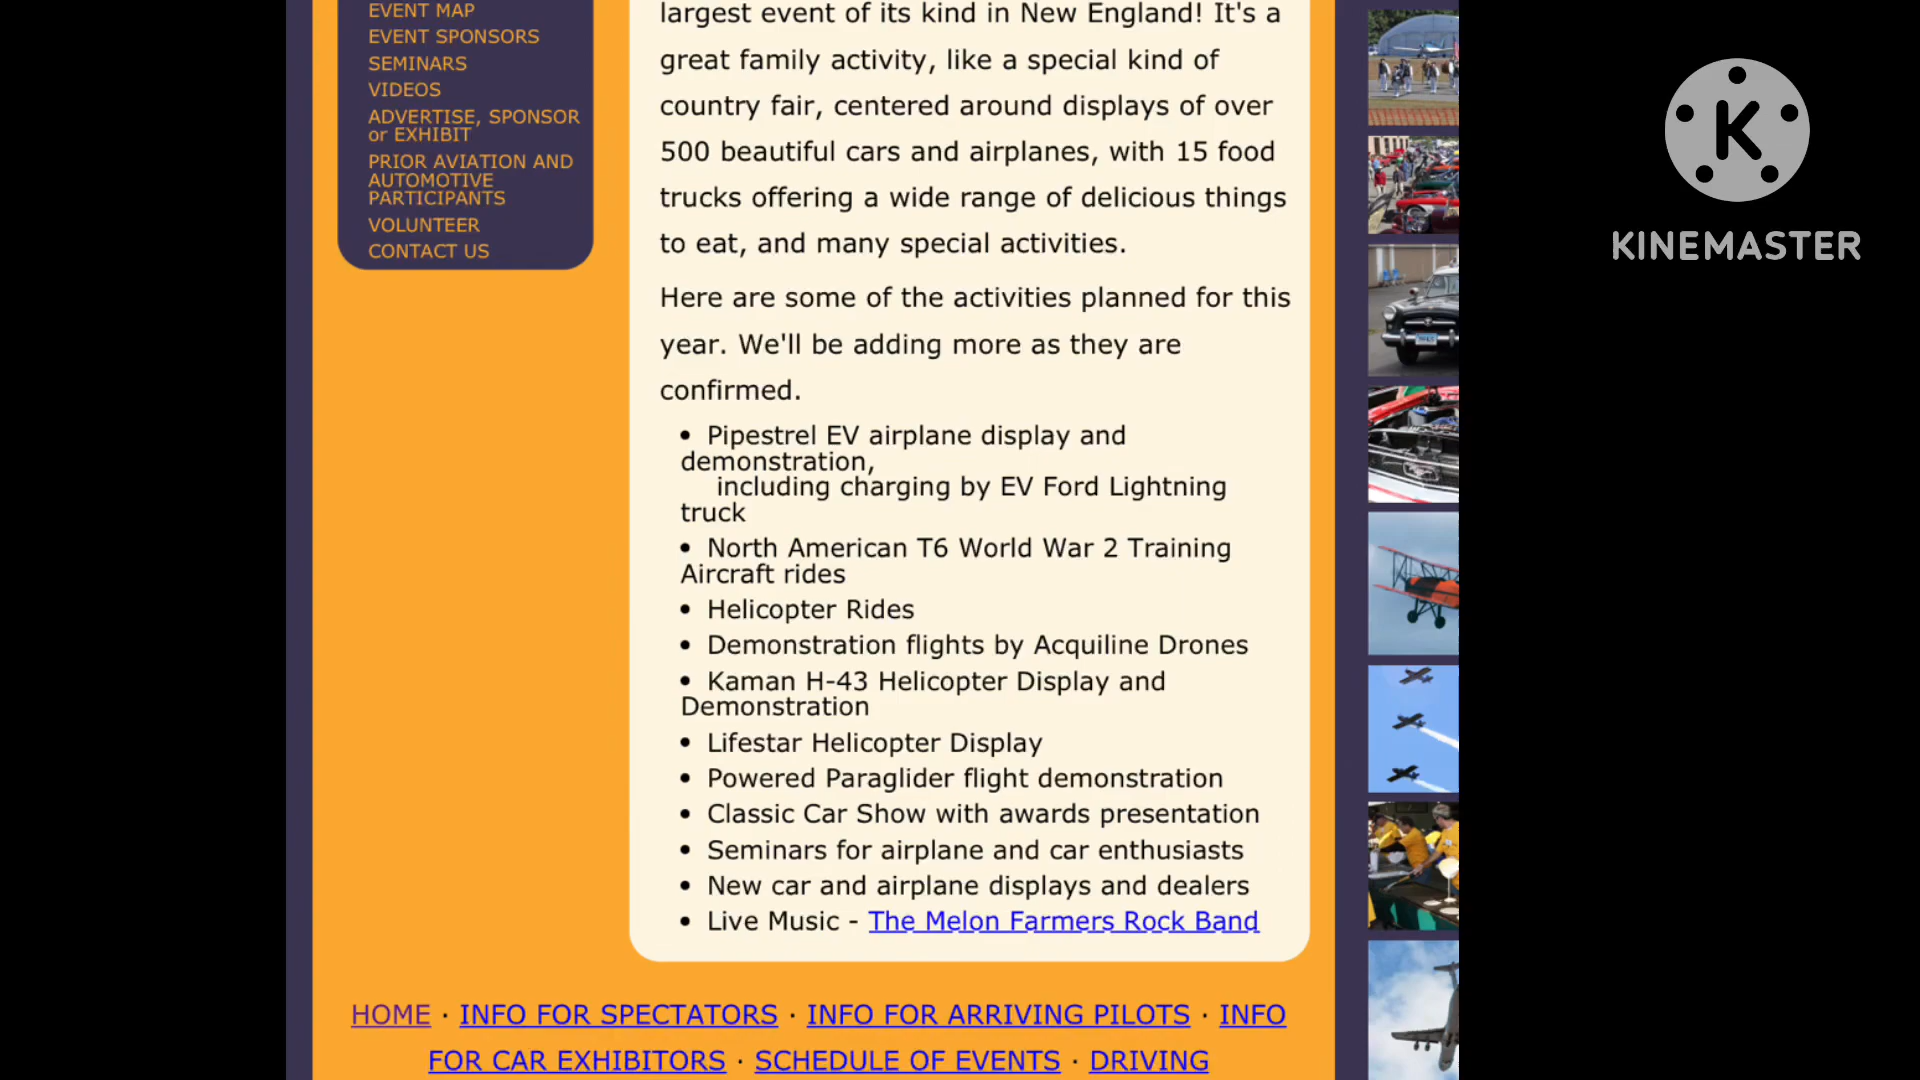 EVENT MAP
EVENT SPONSORS
SEMINARS
VIDEOS
ADVERTISE, SPONSOR
or EXHIBIT
PRIOR AVIATION AND
AUTOMOTIVE
PARTICIPANTS
VOLUNTEER
CONTACT US
largest event of its kind in New England! It's a
great family activity, like a special kind of
country fair, centered around displays of over
500 beautiful cars and airplanes, with 15 food
trucks offering a wide range of delicious things
to eat, and many special activities.
Here are some of the activities planned for this
year. We'll be adding more as they are
confirmed.
• Pipestrel EV airplane display and
demonstration,
including charging by EV Ford Lightning
truck
• North American T6 World War 2 Training
Aircraft rides
• Helicopter Rides
• Demonstration flights by Acquiline Drones
• Kaman H-43 Helicopter Display and
Demonstration
• Lifestar Helicopter Display
• Powered Paraglider flight demonstration
• Classic Car Show with awards presentation
• Seminars for airplane and car enthusiasts
• New car and airplane displays and dealers
• Live Music - The Melon Farmers Rock Band
HOME · INFO FOR SPECTATORS · INFO FOR ARRIVING PILOTS · INFO
FOR CAR EXHIBITORS · SCHEDULE OF EVENTS · DRIVING
K
KINEMASTER